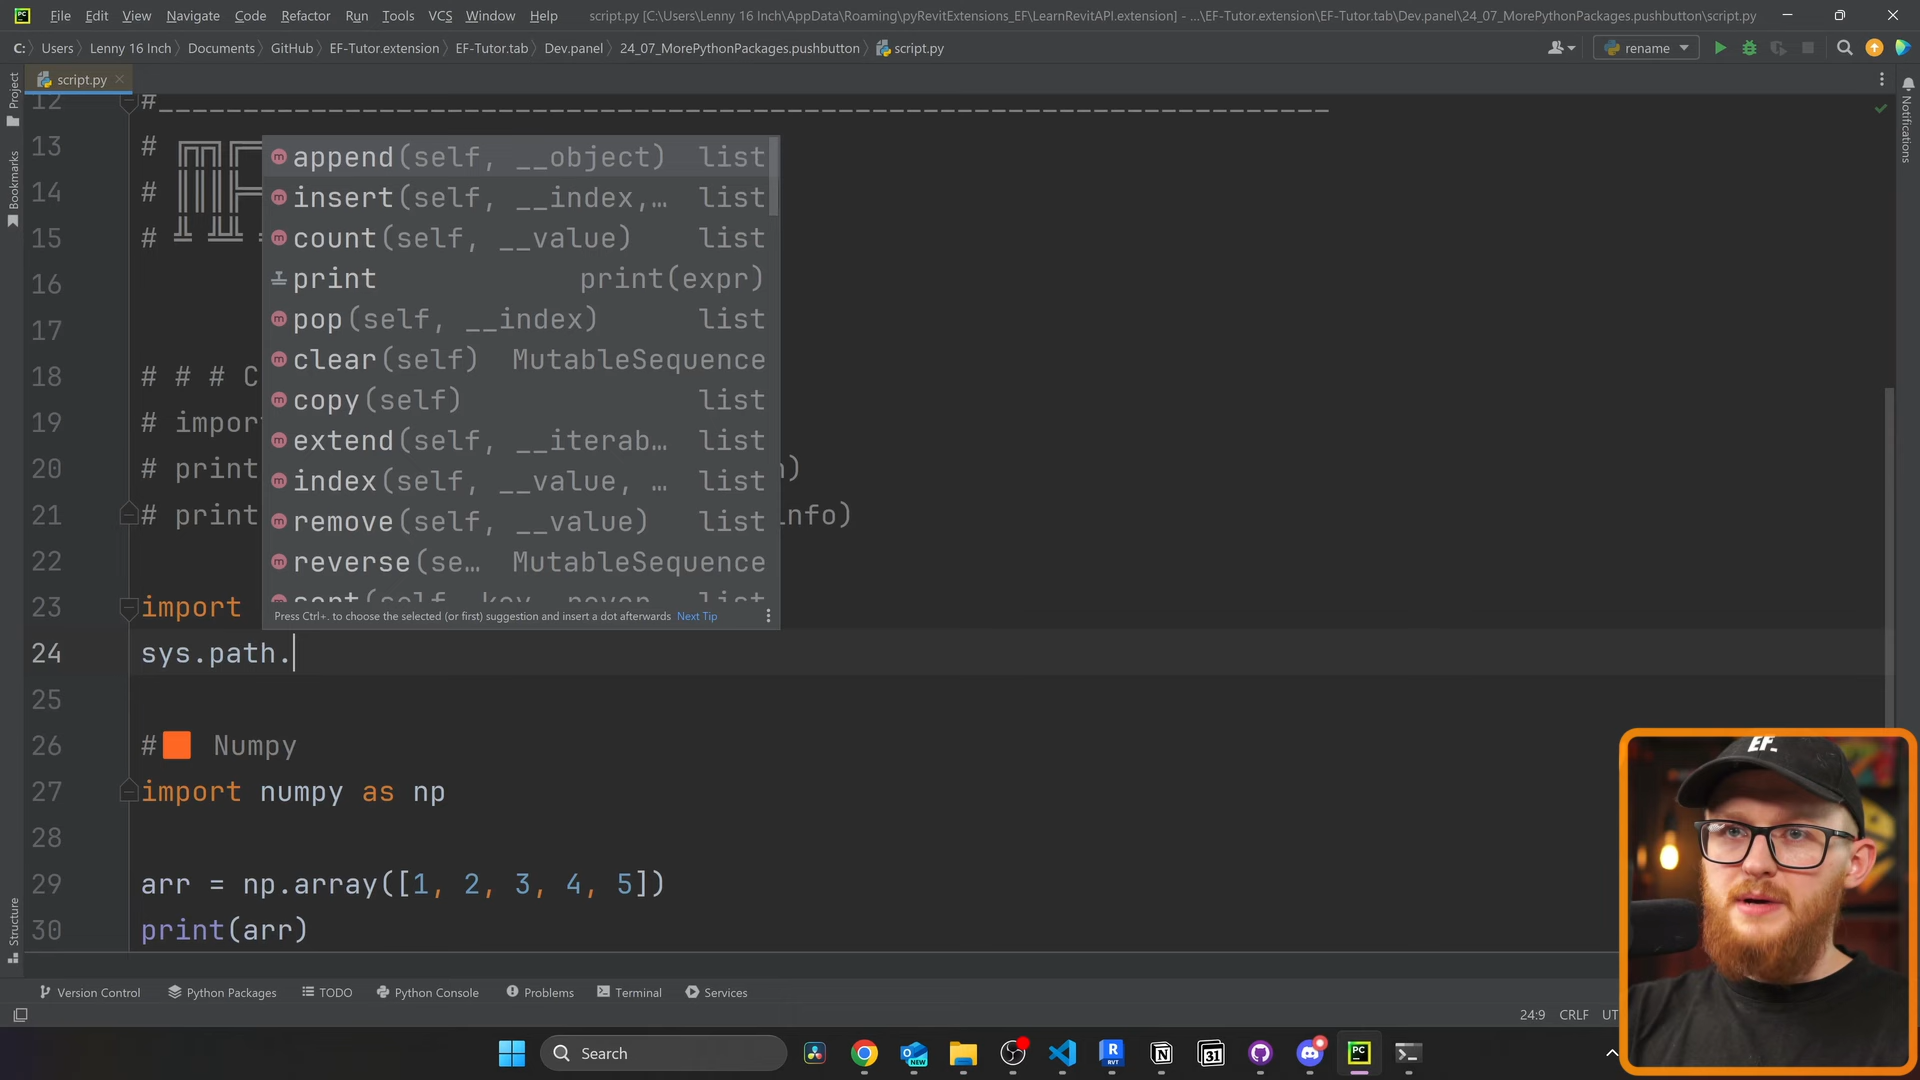 File Edit View Navigate Code Refactor Run Tools VCS Window Help script.py [C:\Users\Lenny 16 Inch\AppData\Roaming\pyRevitExtensions_EF\LearnRevitAPI.extension] - ...\EF-Tutor.extension\EF-Tutor.tab\Dev.panel\24_07_MorePythonPackages.pushbutton\script.py
C: Users Lenny 16 Inch Documents GitHub EF-Tutor.extension EF-Tutor.tab Dev.panel 24_07_MorePythonPackages.pushbutton script.py rename
script.py
Project
Bookmarks
Structure
Notifications
12 #
13 #
14 #
15 #
16
17
18 # # # C
19 # import
20 # print )
21 # print info)
22
23 import
24 sys.path.
25
26 # Numpy
27 import numpy as np
28
29 arr = np.array([1, 2, 3, 4, 5])
30 print(arr)
append(self, __object) list
insert(self, __index,… list
count(self, __value) list
print print(expr)
pop(self, __index) list
clear(self) MutableSequence
copy(self) list
extend(self, __iterab… list
index(self, __value, … list
remove(self, __value) list
reverse(se… MutableSequence
Press Ctrl+. to choose the selected (or first) suggestion and insert a dot afterwards Next Tip
Version Control Python Packages TODO Python Console Problems Terminal Services
24:9 CRLF UT
Search
EF_